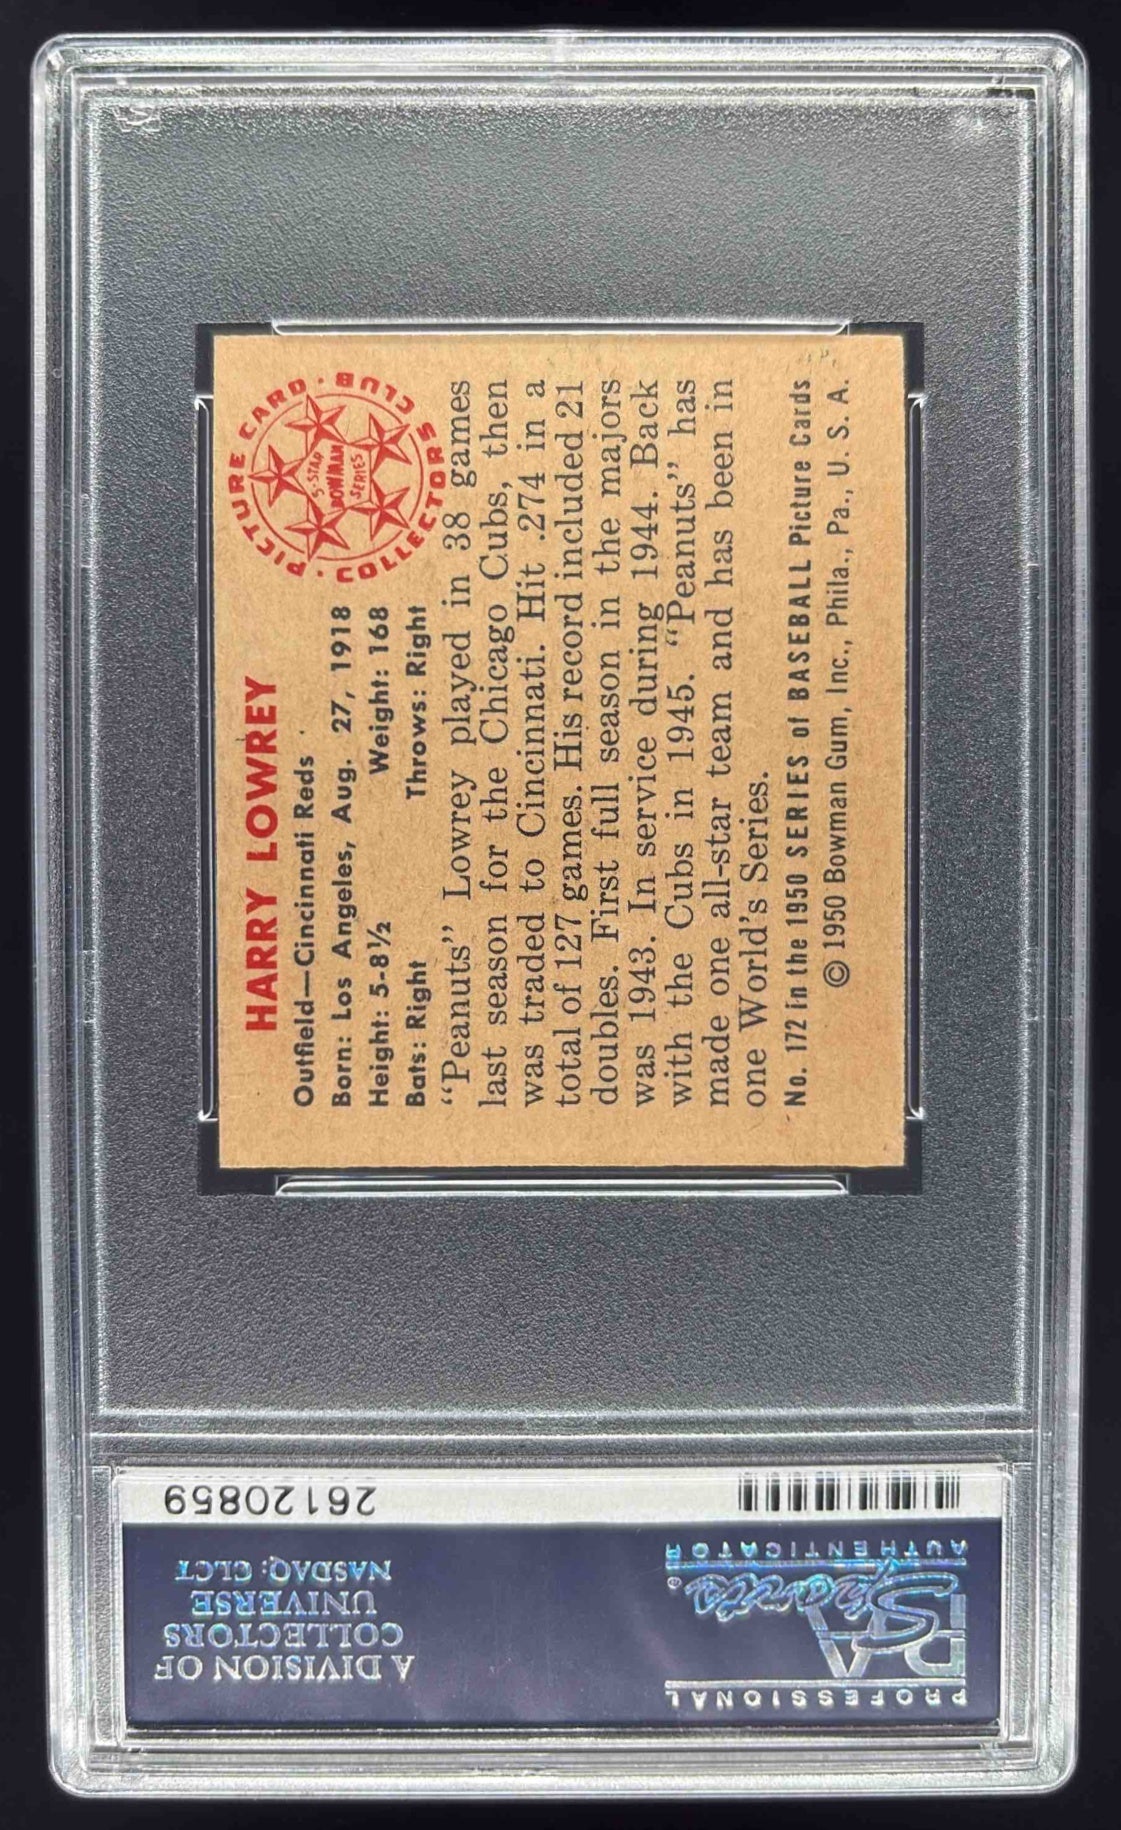 HARRY LOWREY
Outfield—Cincinnati Reds
Born: Los Angeles, Aug. 27, 1918
Height: 5-8½ Weight: 168
Bats: Right Throws: Right
PICTURE CARD · CLUB COLLECTORS ·
5-STAR
BOWMAN
SERIES
“Peanuts” Lowrey played in 38 games
last season for the Chicago Cubs, then
was traded to Cincinnati. Hit .274 in a
total of 127 games. His record included 21
doubles. First full season in the majors
was 1943. In service during 1944. Back
with the Cubs in 1945. “Peanuts” has
made one all-star team and has been in
one World's Series.
No. 172 in the 1950 SERIES of BASEBALL Picture Cards
© 1950 Bowman Gum, Inc., Phila., Pa., U. S. A.
PROFESSIONAL
PSA
Sports
®
AUTHENTICATOR
A DIVISION OF
COLLECTORS
UNIVERSE
NASDAQ: CLCT
26120859